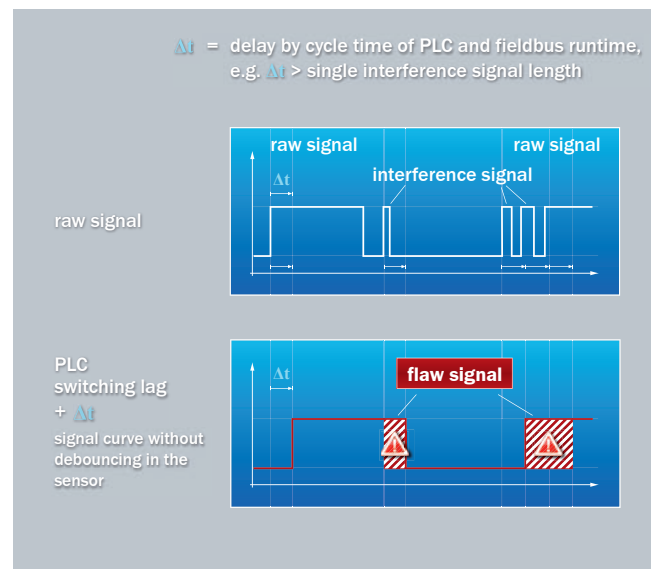 Δt = delay by cycle time of PLC and fieldbus runtime,
e.g. Δt > single interference signal length
raw signal raw signal
interference signal
Δt
raw signal
PLC
switching lag
+ Δt
signal curve without
debouncing in the
sensor
Δt
flaw signal